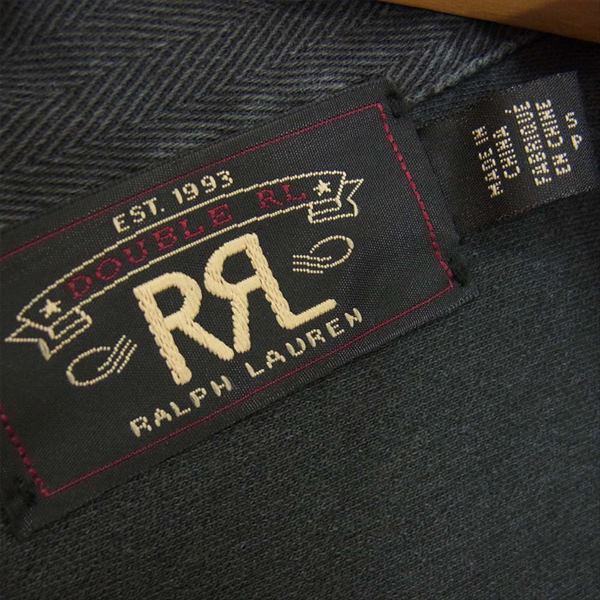 EST. 1993
DOUBLE RL
RRL
RALPH LAUREN
MADE IN
CHINA
FABRIQUÉ
EN CHINE
S
P